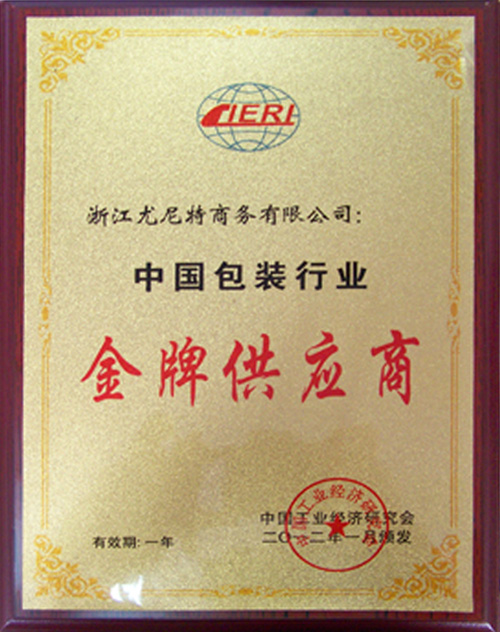 CIERI
浙江尤尼特商务有限公司：
中国包装行业
金牌供应商
中国工业经济研究会
有效期: 一年
二〇一二年一月颁发